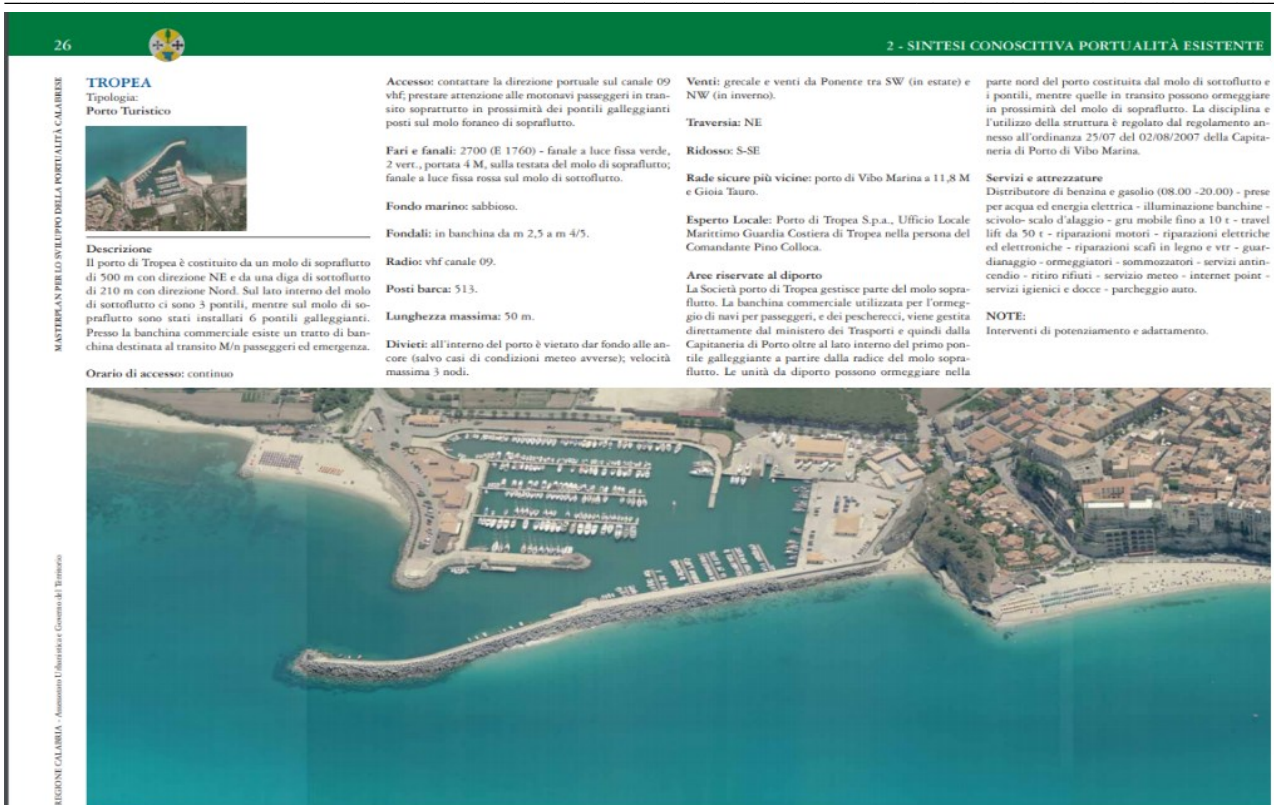 26
2 - SINTESI CONOSCITIVA PORTUALITÀ ESISTENTE
MASTERPLAN PER LO SVILUPPO DELLA PORTUALITÀ CALABRESE
REGIONE CALABRIA - Assessorato Urbanistica e Governo del Territorio
TROPEA
Tipologia:
Porto Turistico
Descrizione
Il porto di Tropea è costituito da un molo di sopraflutto
di 500 m con direzione NE e da una diga di sottoflutto
di 210 m con direzione Nord. Sul lato interno del molo
di sottoflutto ci sono 3 pontili, mentre sul molo di so-
praflutto sono stati installati 6 pontili galleggianti.
Presso la banchina commerciale esiste un tratto di ban-
china destinata al transito M/n passeggeri ed emergenza.
Orario di accesso: continuo
Accesso: contattare la direzione portuale sul canale 09
vhf; prestare attenzione alle motonavi passeggeri in tran-
sito soprattutto in prossimità dei pontili galleggianti
posti sul molo foraneo di sopraflutto.
Fari e fanali: 2700 (E 1760) - fanale a luce fissa verde,
2 vert., portata 4 M, sulla testata del molo di sopraflutto;
fanale a luce fissa rossa sul molo di sottoflutto.
Fondo marino: sabbioso.
Fondali: in banchina da m 2,5 a m 4/5.
Radio: vhf canale 09.
Posti barca: 513.
Lunghezza massima: 50 m.
Divieti: all'interno del porto è vietato dar fondo alle an-
core (salvo casi di condizioni meteo avverse); velocità
massima 3 nodi.
Venti: grecale e venti da Ponente tra SW (in estate) e
NW (in inverno).
Traversia: NE
Ridosso: S-SE
Rade sicure più vicine: porto di Vibo Marina a 11,8 M
e Gioia Tauro.
Esperto Locale: Porto di Tropea S.p.a., Ufficio Locale
Marittimo Guardia Costiera di Tropea nella persona del
Comandante Pino Colloca.
Aree riservate al diporto
La Società porto di Tropea gestisce parte del molo sopra-
flutto. La banchina commerciale utilizzata per l'ormeg-
gio di navi per passeggeri, e dei pescherecci, viene gestita
direttamente dal ministero dei Trasporti e quindi dalla
Capitaneria di Porto oltre al lato interno del primo pon-
tile galleggiante a partire dalla radice del molo sopra-
flutto. Le unità da diporto possono ormeggiare nella
parte nord del porto costituita dal molo di sottoflutto e
i pontili, mentre quelle in transito possono ormeggiare
in prossimità del molo di sopraflutto. La disciplina e
l'utilizzo della struttura è regolato dal regolamento an-
nesso all'ordinanza 25/07 del 02/08/2007 della Capita-
neria di Porto di Vibo Marina.
Servizi e attrezzature
Distributore di benzina e gasolio (08.00 -20.00) - prese
per acqua ed energia elettrica - illuminazione banchine -
scivolo- scalo d'alaggio - gru mobile fino a 10 t - travel
lift da 50 t - riparazioni motori - riparazioni elettriche
ed elettroniche - riparazioni scafi in legno e vtr - guar-
dianaggio - ormeggiatori - sommozzatori - servizi antin-
cendio - ritiro rifiuti - servizio meteo - internet point -
servizi igienici e docce - parcheggio auto.
NOTE:
Interventi di potenziamento e adattamento.